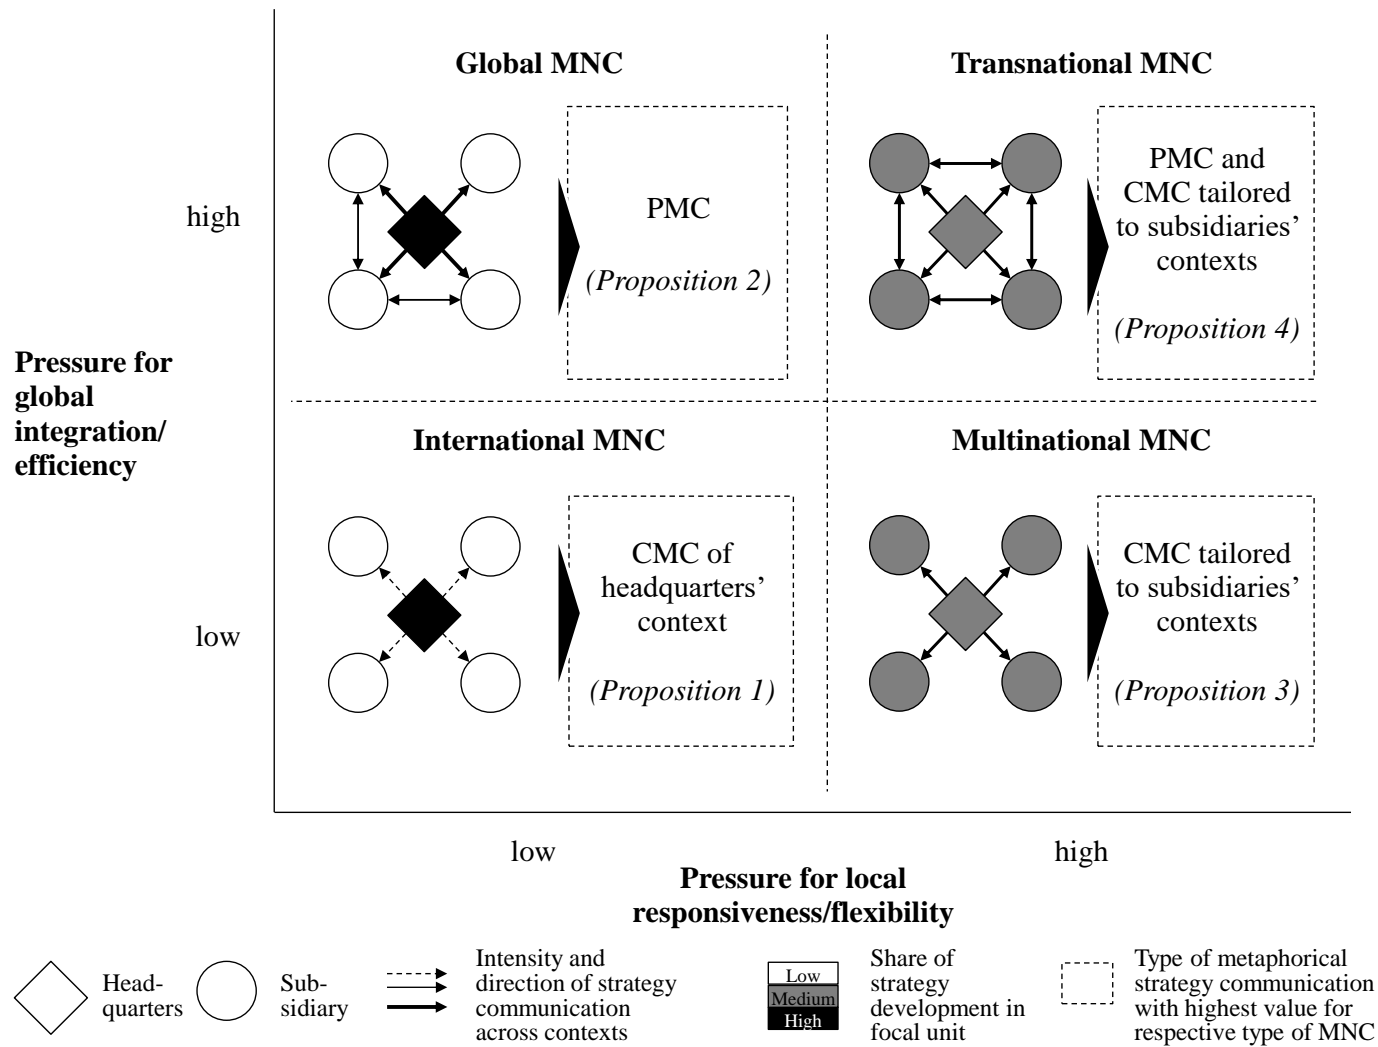 Global MNC
Transnational MNC
high
PMC
(Proposition 2)
PMC and
CMC tailored
to subsidiaries’
contexts
(Proposition 4)
Pressure for
global
integration/
efficiency
International MNC
Multinational MNC
low
CMC of
headquarters’
context
(Proposition 1)
CMC tailored
to subsidiaries’
contexts
(Proposition 3)
low
high
Pressure for local
responsiveness/flexibility
Head-
quarters
Sub-
sidiary
Intensity and
direction of strategy
communication
across contexts
Low
Medium
High
Share of
strategy
development in
focal unit
Type of metaphorical
strategy communication
with highest value for
respective type of MNC